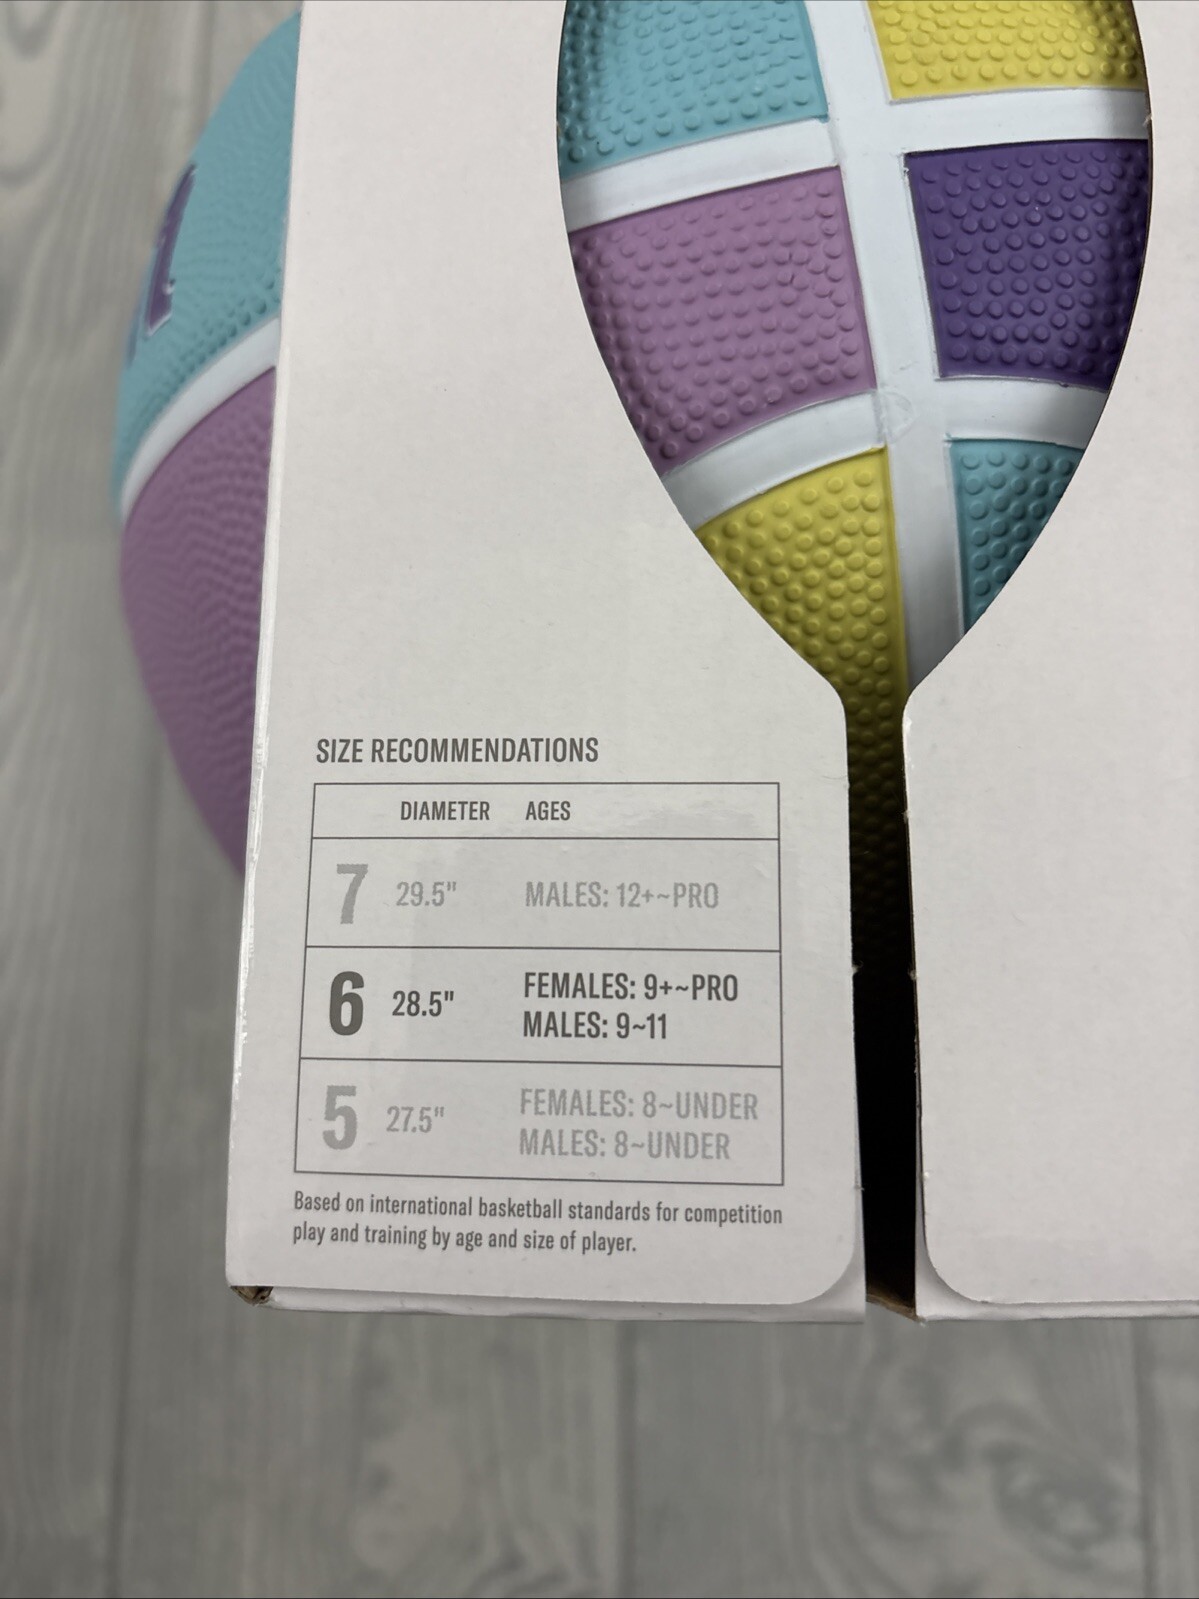 SIZE RECOMMENDATIONS
DIAMETER AGES
7 29.5" MALES: 12+~PRO
6 28.5" FEMALES: 9+~PRO
MALES: 9~11
5 27.5" FEMALES: 8~UNDER
MALES: 8~UNDER
Based on international basketball standards for competition
play and training by age and size of player.